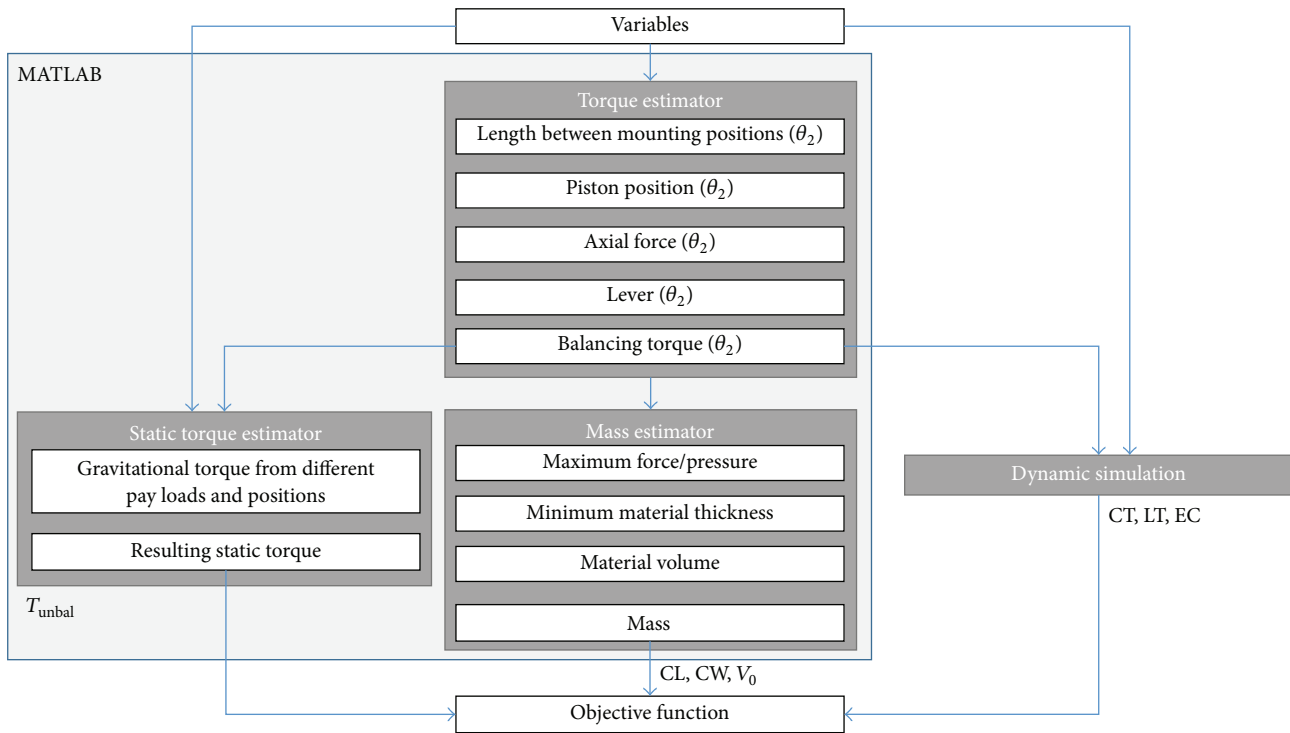 Variables
MATLAB
Torque estimator
Length between mounting positions (θ₂)
Piston position (θ₂)
Axial force (θ₂)
Lever (θ₂)
Balancing torque (θ₂)
Static torque estimator
Gravitational torque from different
pay loads and positions
Resulting static torque
T_unbal
Mass estimator
Maximum force/pressure
Minimum material thickness
Material volume
Mass
Dynamic simulation
CT, LT, EC
CL, CW, V₀
Objective function